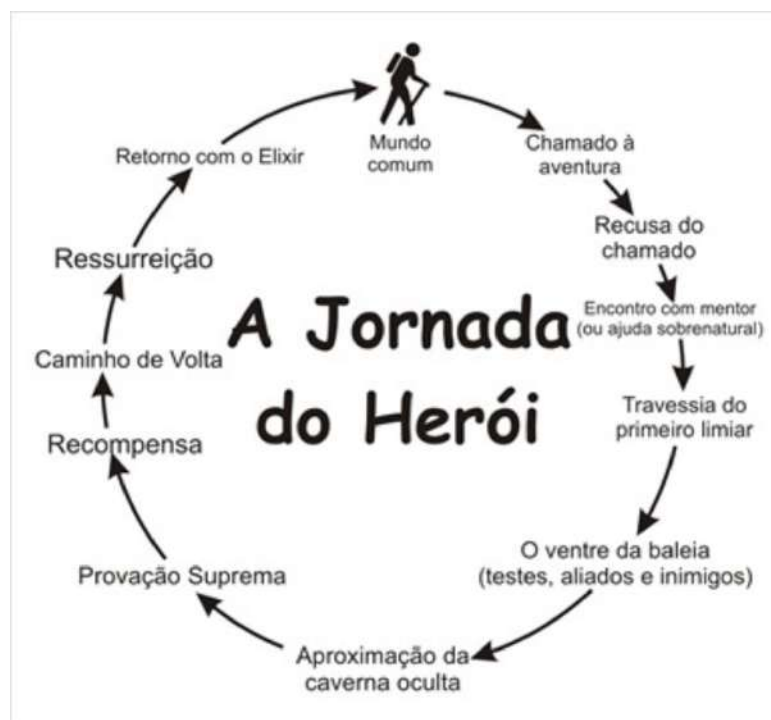 A Jornada
do Herói
Mundo
comum
Chamado à
aventura
Recusa do
chamado
Encontro com mentor
(ou ajuda sobrenatural)
Travessia do
primeiro limiar
O ventre da baleia
(testes, aliados e inimigos)
Aproximação da
caverna oculta
Provação Suprema
Recompensa
Caminho de Volta
Ressurreição
Retorno com o Elixir